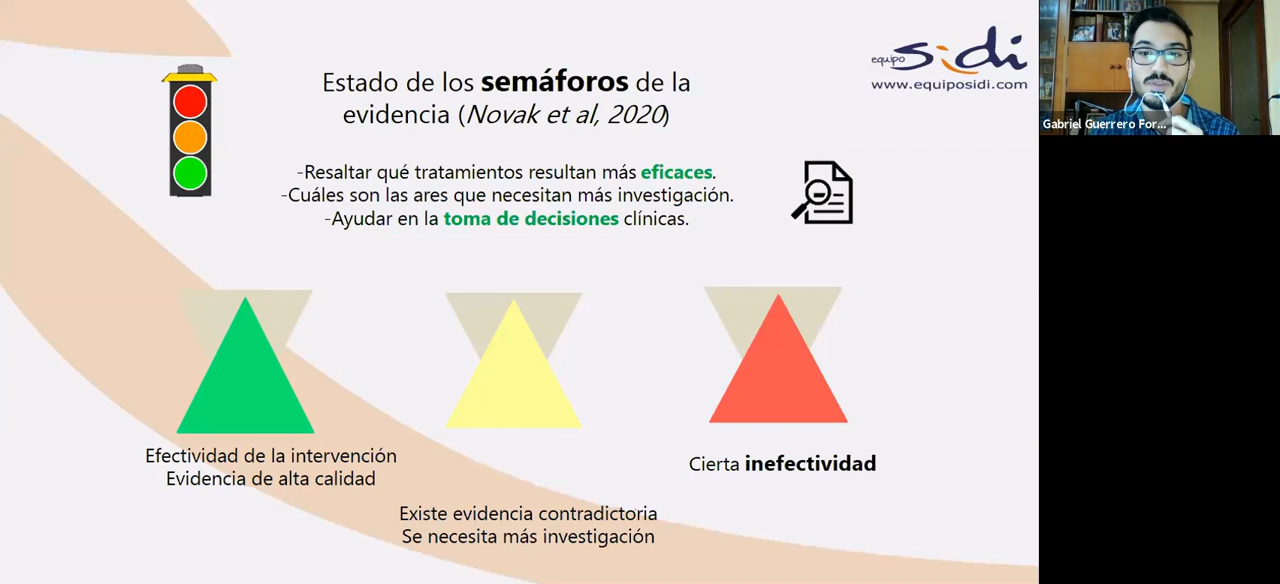 equipo sidi
www.equiposidi.com
Estado de los semáforos de la
evidencia (Novak et al, 2020)
-Resaltar qué tratamientos resultan más eficaces.
-Cuáles son las ares que necesitan más investigación.
-Ayudar en la toma de decisiones clínicas.
Efectividad de la intervención
Evidencia de alta calidad
Existe evidencia contradictoria
Se necesita más investigación
Cierta inefectividad
Gabriel Guerrero For...